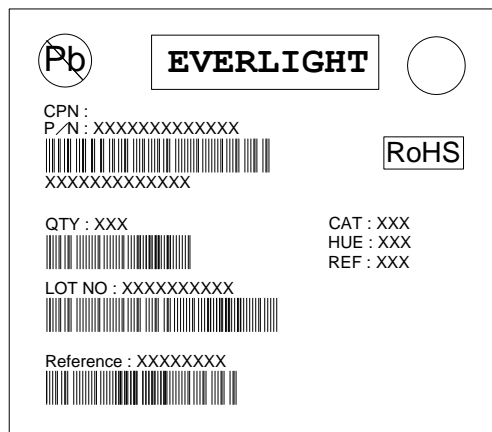 Pb
EVERLIGHT
CPN :
P/N : XXXXXXXXXXXXX
RoHS
XXXXXXXXXXXXX
QTY : XXX
CAT : XXX
HUE : XXX
REF : XXX
LOT NO : XXXXXXXXXX
Reference : XXXXXXXX